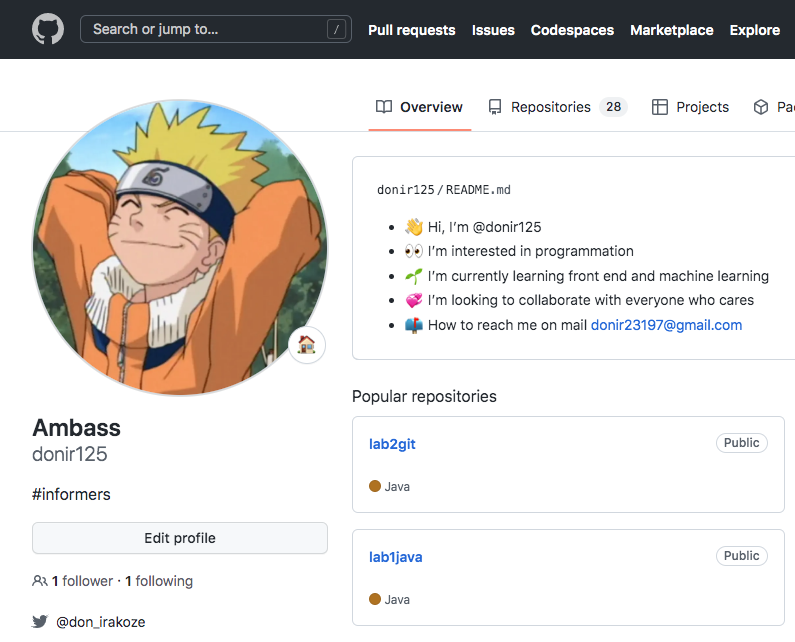 Search or jump to...
/
Pull requests
Issues
Codespaces
Marketplace
Explore
Overview
Repositories 28
Projects
Pa
donir125/README.md
👋 Hi, I'm @donir125
👀 I'm interested in programmation
🌱 I'm currently learning front end and machine learning
💞️ I'm looking to collaborate with everyone who cares
📫 How to reach me on mail donir23197@gmail.com
Ambass
donir125
#informers
Edit profile
1 follower · 1 following
@don_irakoze
Popular repositories
lab2git
Public
Java
lab1java
Public
Java